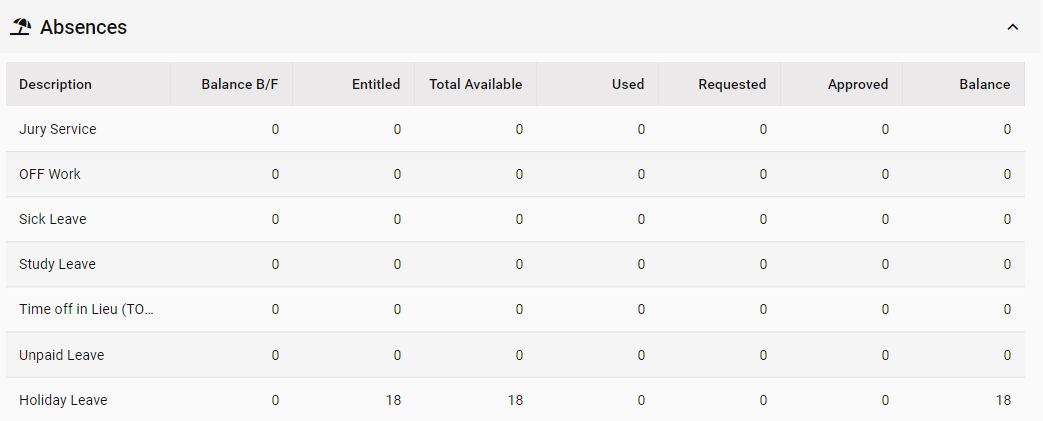 Absences
Description Balance B/F Entitled Total Available Used Requested Approved Balance
Jury Service 0 0 0 0 0 0 0
OFF Work 0 0 0 0 0 0 0
Sick Leave 0 0 0 0 0 0 0
Study Leave 0 0 0 0 0 0 0
Time off in Lieu (TO... 0 0 0 0 0 0 0
Unpaid Leave 0 0 0 0 0 0 0
Holiday Leave 0 18 18 0 0 0 18